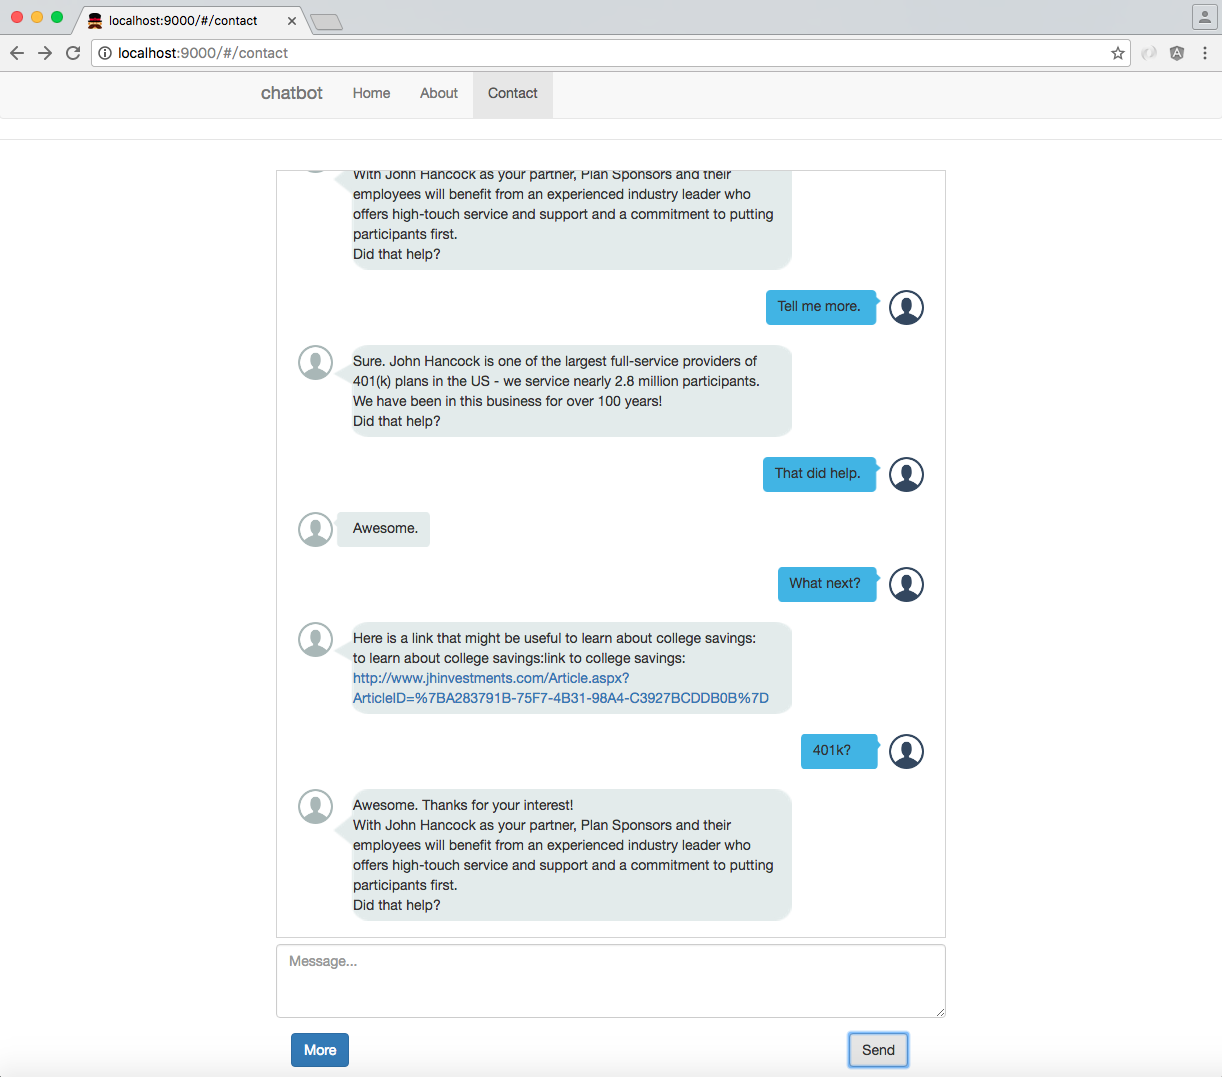 localhost:9000/#/contact
localhost:9000/#/contact
chatbot Home About Contact
With John Hancock as your partner, Plan Sponsors and their
employees will benefit from an experienced industry leader who
offers high-touch service and support and a commitment to putting
participants first.
Did that help?
Tell me more.
Sure. John Hancock is one of the largest full-service providers of
401(k) plans in the US - we service nearly 2.8 million participants.
We have been in this business for over 100 years!
Did that help?
That did help.
Awesome.
What next?
Here is a link that might be useful to learn about college savings:
to learn about college savings:link to college savings:
http://www.jhinvestments.com/Article.aspx?
ArticleID=%7BA283791B-75F7-4B31-98A4-C3927BCDDB0B%7D
401k?
Awesome. Thanks for your interest!
With John Hancock as your partner, Plan Sponsors and their
employees will benefit from an experienced industry leader who
offers high-touch service and support and a commitment to putting
participants first.
Did that help?
Message...
More Send